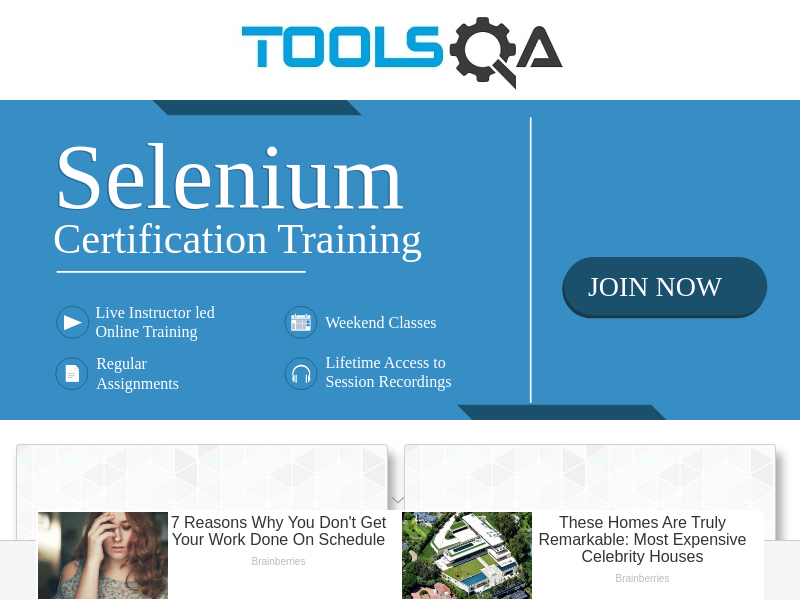 TOOLSQA
Selenium
Certification Training
JOIN NOW
Live Instructor led
Online Training
Weekend Classes
Regular
Assignments
Lifetime Access to
Session Recordings
7 Reasons Why You Don't Get
Your Work Done On Schedule
Brainberries
These Homes Are Truly
Remarkable: Most Expensive
Celebrity Houses
Brainberries